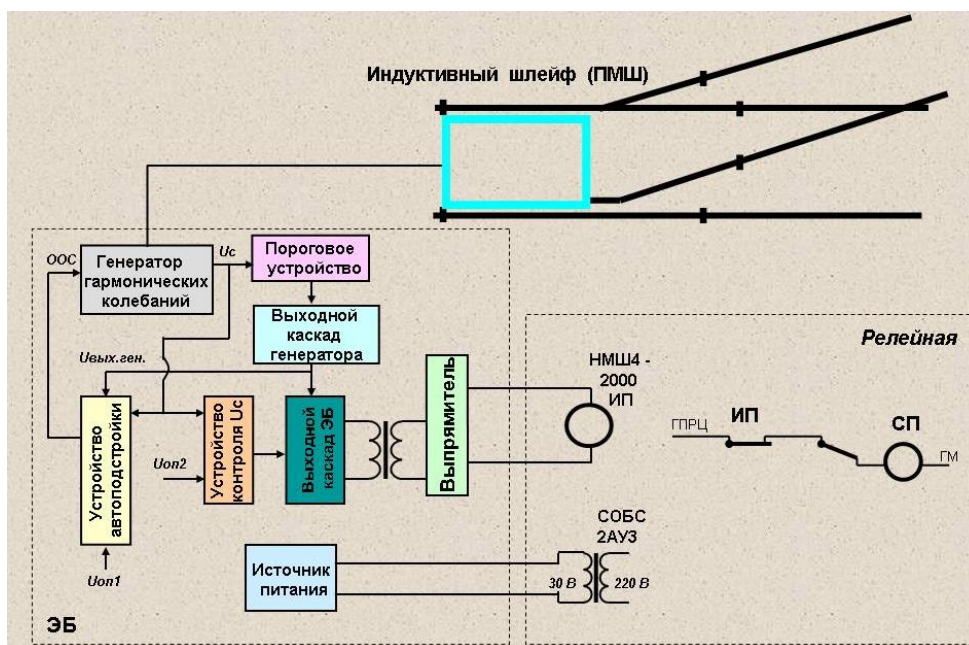 Индуктивный шлейф (ПМШ)
ООС
Генератор
гармонических
колебаний
Uс
Пороговое
устройство
Выходной
каскад
генератора
Uвых.ген.
Устройство
автоподстройки
Uоп2
Устройство
контроля Uс
Выходной
каскад ЭБ
Выпрямитель
Uоп1
Источник
питания
ЭБ
Релейная
НМШ4 -
2000
ИП
ГПРЦ
ИП
СП
ГМ
СОБС
2АУЗ
30 В
220 В